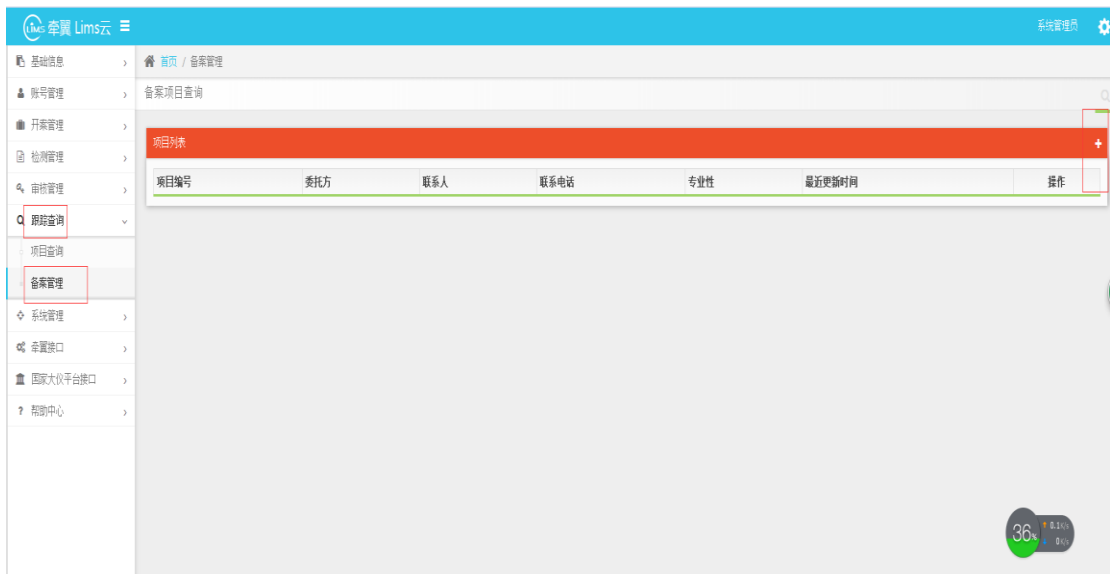 LIMS 牵翼 Lims云
系统管理员
基础信息
账号管理
开案管理
检测管理
审核管理
跟踪查询
项目查询
备案管理
系统管理
牵翼接口
国家大仪平台接口
? 帮助中心
首页 / 备案管理
备案项目查询
项目列表 +
项目编号 委托方 联系人 联系电话 专业性 最近更新时间 操作
36%
0.1K/s
0K/s